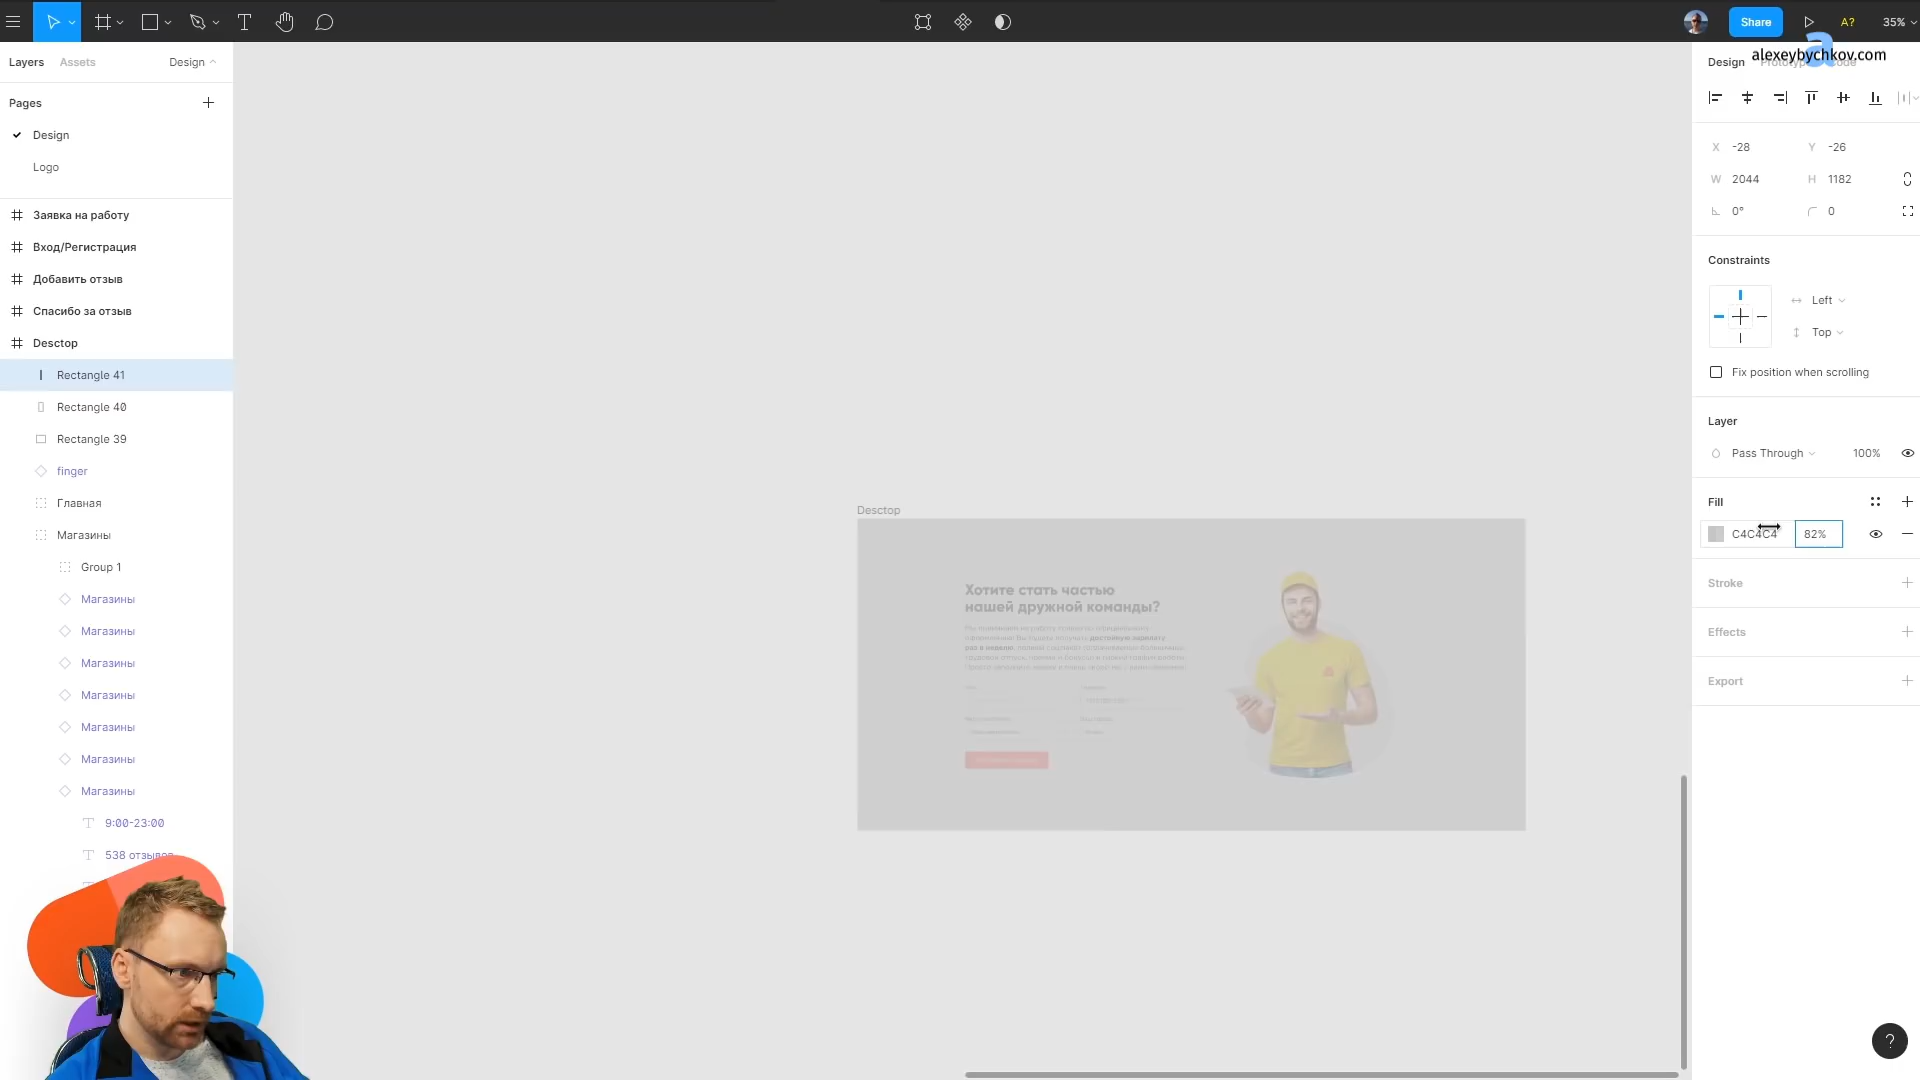 Share
A?
35%
alexeybychkov.com
Layers
Assets
Design
Design
Pages
Design
Logo
X -28
Y -26
W 2044
H 1182
0°
0
Заявка на работу
Вход/Регистрация
Добавить отзыв
Спасибо за отзыв
Desctop
Rectangle 41
Rectangle 40
Rectangle 39
finger
Главная
Магазины
Group 1
Магазины
Магазины
Магазины
Магазины
Магазины
Магазины
Магазины
9:00-23:00
538 отзывов
Constraints
Left
Top
Fix position when scrolling
Layer
Pass Through
100%
Fill
C4C4C4
82%
Stroke
Effects
Export
Desctop
Хотите стать частью
нашей дружной команды?
?